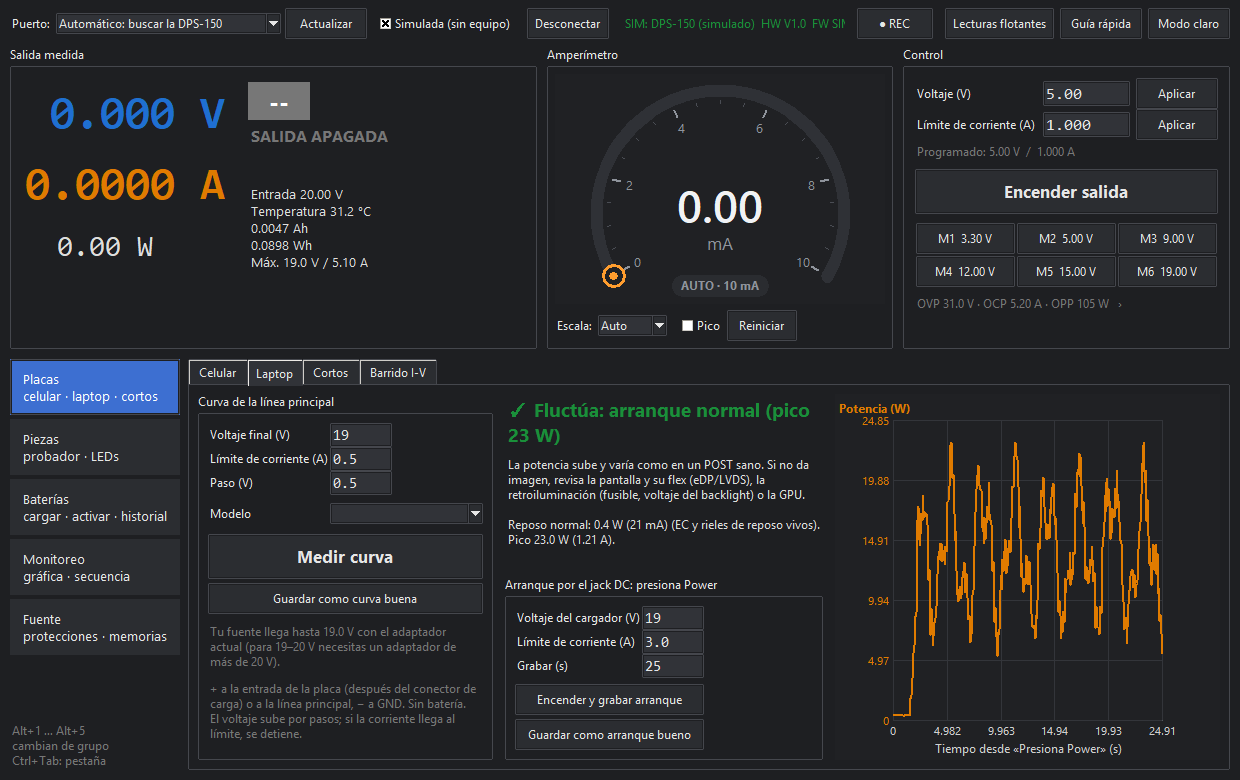 Puerto: Automático: buscar la DPS-150 Actualizar Simulada (sin equipo) Desconectar SIM: DPS-150 (simulado) HW V1.0 FW SIM ● REC Lecturas flotantes Guía rápida Modo claro
Salida medida
0.000 V
--
SALIDA APAGADA
0.0000 A
0.00 W
Entrada 20.00 V
Temperatura 31.2 °C
0.0047 Ah
0.0898 Wh
Máx. 19.0 V / 5.10 A
Amperímetro
0
2
4
6
8
10
0.00
mA
AUTO · 10 mA
Escala: Auto Pico Reiniciar
Control
Voltaje (V) 5.00 Aplicar
Límite de corriente (A) 1.000 Aplicar
Programado: 5.00 V / 1.000 A
Encender salida
M1 3.30 V M2 5.00 V M3 9.00 V
M4 12.00 V M5 15.00 V M6 19.00 V
OVP 31.0 V · OCP 5.20 A · OPP 105 W ›
Placas
celular · laptop · cortos
Piezas
probador · LEDs
Baterías
cargar · activar · historial
Monitoreo
gráfica · secuencia
Fuente
protecciones · memorias
Alt+1 ... Alt+5
cambian de grupo
Ctrl+Tab: pestaña
Celular Laptop Cortos Barrido I-V
Curva de la línea principal
Voltaje final (V) 19
Límite de corriente (A) 0.5
Paso (V) 0.5
Modelo
Medir curva
Guardar como curva buena
Tu fuente llega hasta 19.0 V con el adaptador
actual (para 19–20 V necesitas un adaptador de
más de 20 V).
+ a la entrada de la placa (después del conector de
carga) o a la línea principal, − a GND. Sin batería.
El voltaje sube por pasos; si la corriente llega al
límite, se detiene.
✓ Fluctúa: arranque normal (pico
23 W)
La potencia sube y varía como en un POST sano. Si no da
imagen, revisa la pantalla y su flex (eDP/LVDS), la
retroiluminación (fusible, voltaje del backlight) o la GPU.
Reposo normal: 0.4 W (21 mA) (EC y rieles de reposo vivos).
Pico 23.0 W (1.21 A).
Arranque por el jack DC: presiona Power
Voltaje del cargador (V) 19
Límite de corriente (A) 3.0
Grabar (s) 25
Encender y grabar arranque
Guardar como arranque bueno
Potencia (W)
24.85
19.88
14.91
9.94
4.97
0
0 4.982 9.963 14.94 19.93 24.91
Tiempo desde «Presiona Power» (s)